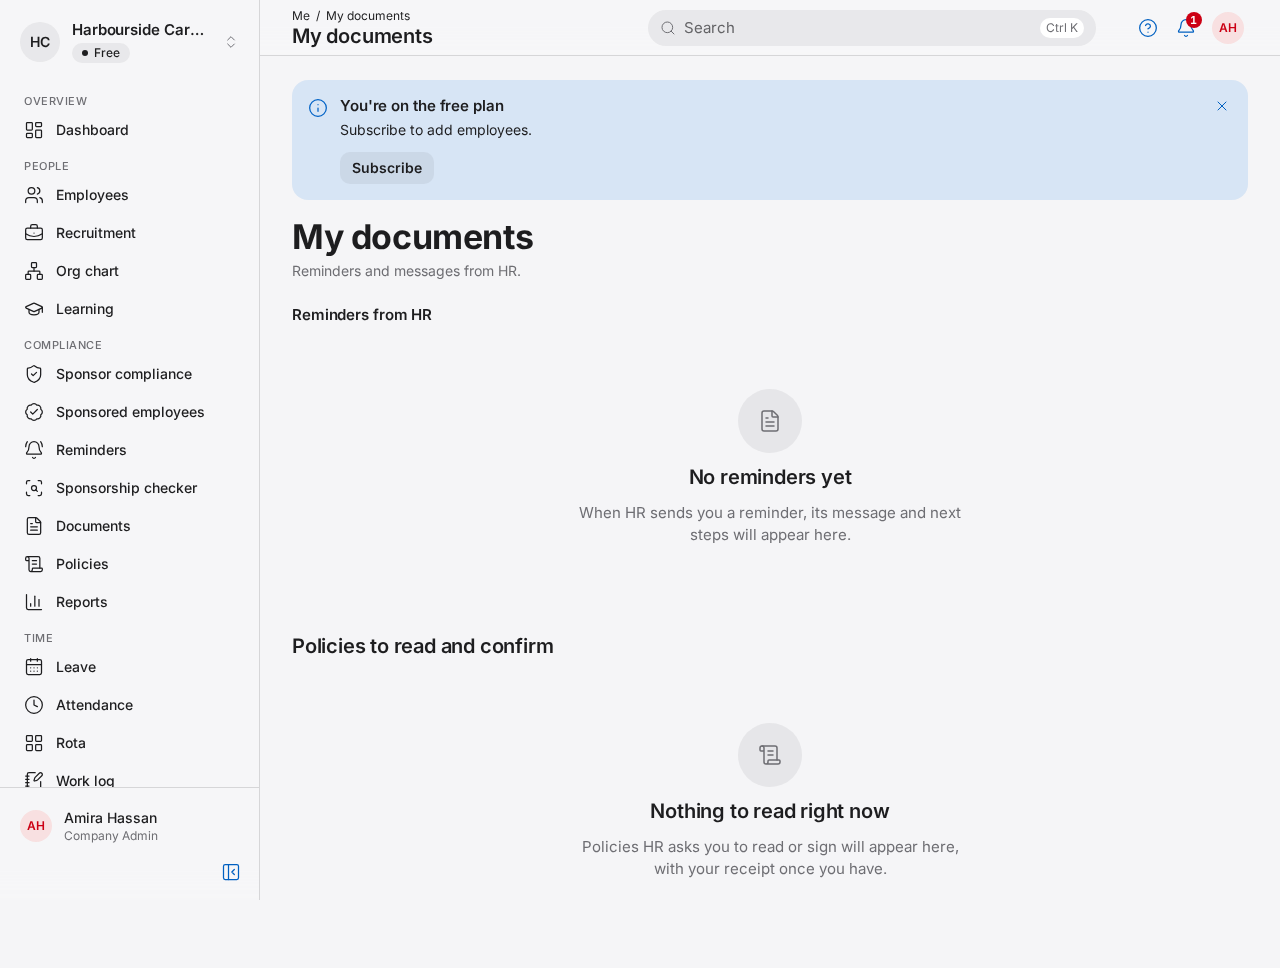 HC
Harbourside Car...
Free
OVERVIEW
Dashboard
PEOPLE
Employees
Recruitment
Org chart
Learning
COMPLIANCE
Sponsor compliance
Sponsored employees
Reminders
Sponsorship checker
Documents
Policies
Reports
TIME
Leave
Attendance
Rota
Work log
AH
Amira Hassan
Company Admin
Me / My documents
My documents
Search
Ctrl K
1
AH
You're on the free plan
Subscribe to add employees.
Subscribe
My documents
Reminders and messages from HR.
Reminders from HR
No reminders yet
When HR sends you a reminder, its message and next
steps will appear here.
Policies to read and confirm
Nothing to read right now
Policies HR asks you to read or sign will appear here,
with your receipt once you have.